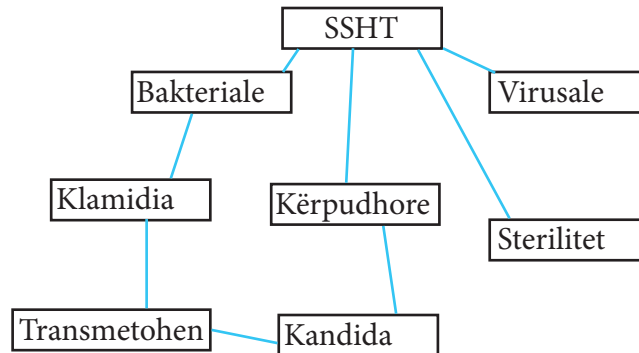 SSHT
Bakteriale
Virusale
Klamidia
Kërpudhore
Sterilitet
Transmetohen
Kandida